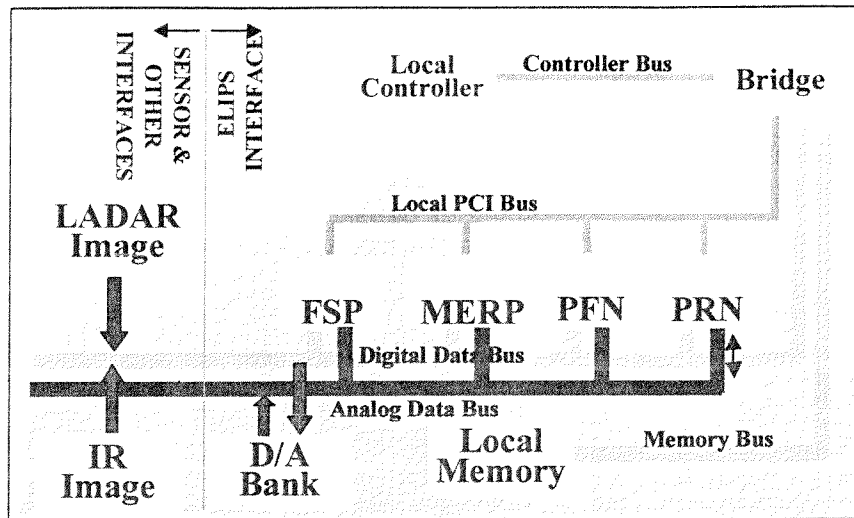 SENSOR &
OTHER
INTERFACES
ELIPS
INTERFACE
Local
Controller
Controller Bus
Bridge
LADAR
Image
Local PCI Bus
FSP
MERP
PFN
PRN
Digital Data Bus
Analog Data Bus
IR
Image
D/A
Bank
Local
Memory
Memory Bus